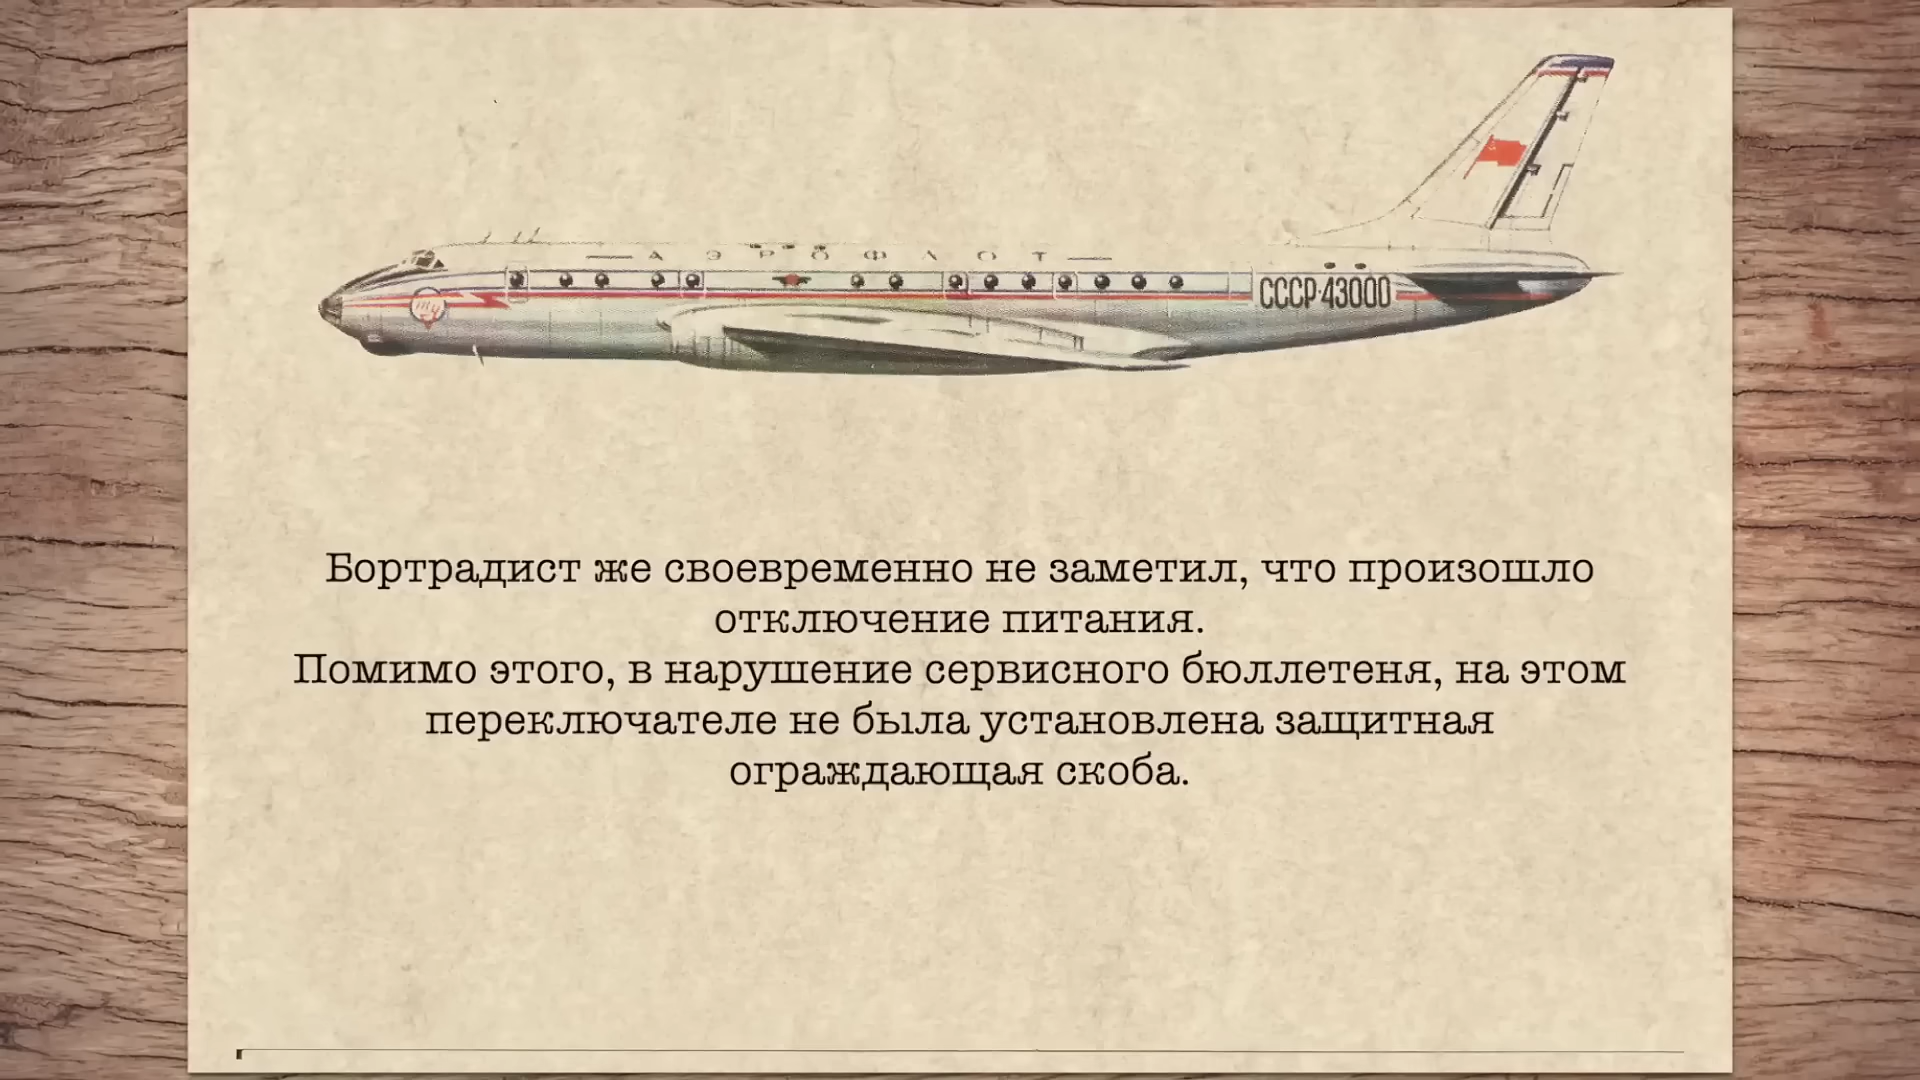 АЭРОФЛОТ
Ту
СССР-43000
Бортрадист же своевременно не заметил, что произошло
отключение питания.
Помимо этого, в нарушение сервисного бюллетеня, на этом
переключателе не была установлена защитная
ограждающая скоба.